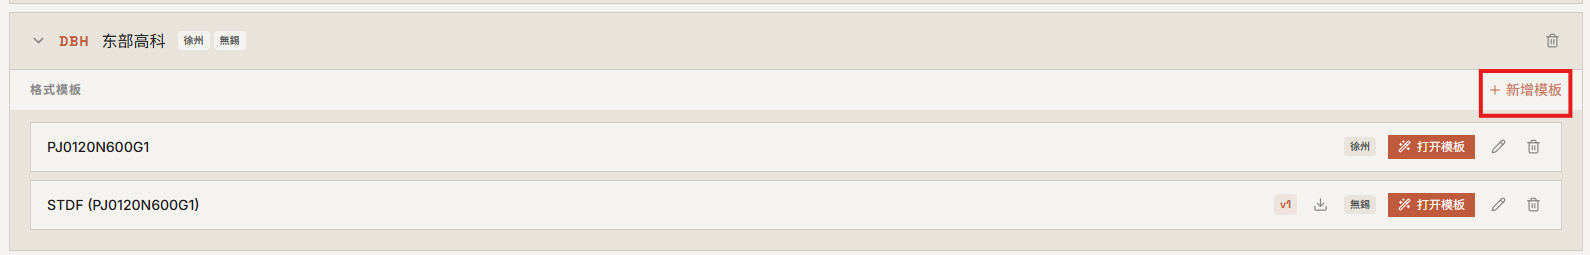 DBH 东部高科 徐州 無錫
格式模板 + 新增模板
PJ0120N600G1 徐州 打开模板
STDF (PJ0120N600G1) v1 無錫 打开模板